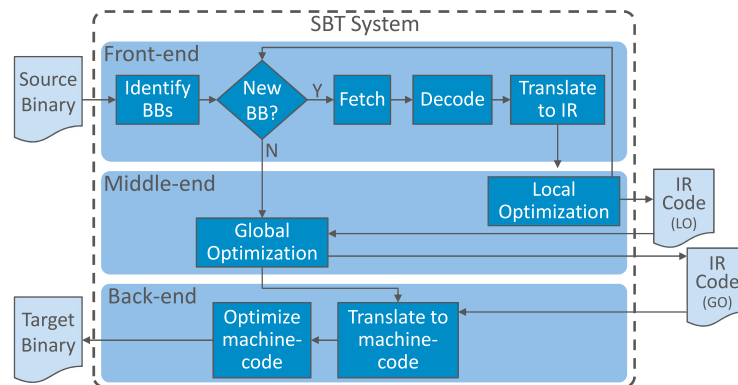 SBT System
Front-end
Source
Binary
Identify
BBs
New
BB?
Y
N
Fetch
Decode
Translate
to IR
Middle-end
Local
Optimization
IR
Code
(LO)
Global
Optimization
IR
Code
(GO)
Back-end
Target
Binary
Optimize
machine-
code
Translate to
machine-
code